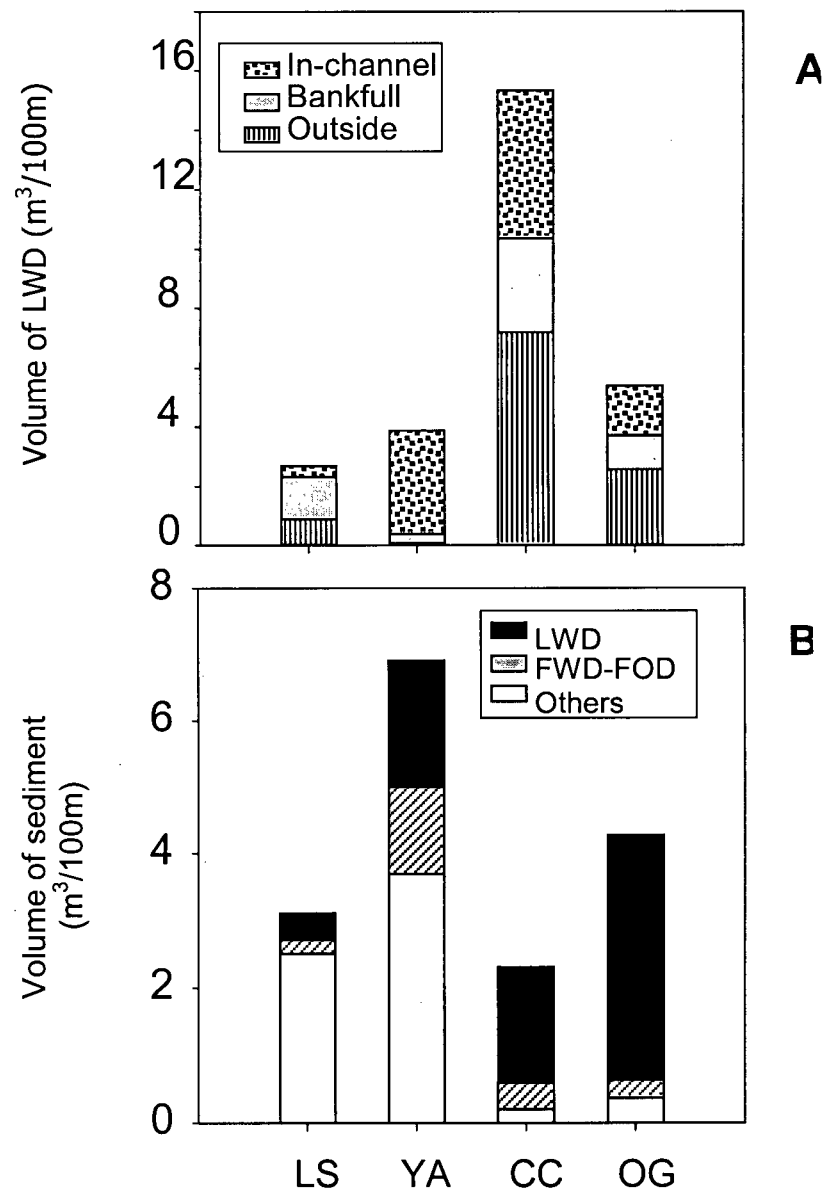 A
16
12
8
4
0
Volume of LWD (m³/100m)
In-channel
Bankfull
Outside
B
8
6
4
2
0
Volume of sediment
(m³/100m)
LWD
FWD-FOD
Others
LS YA CC OG